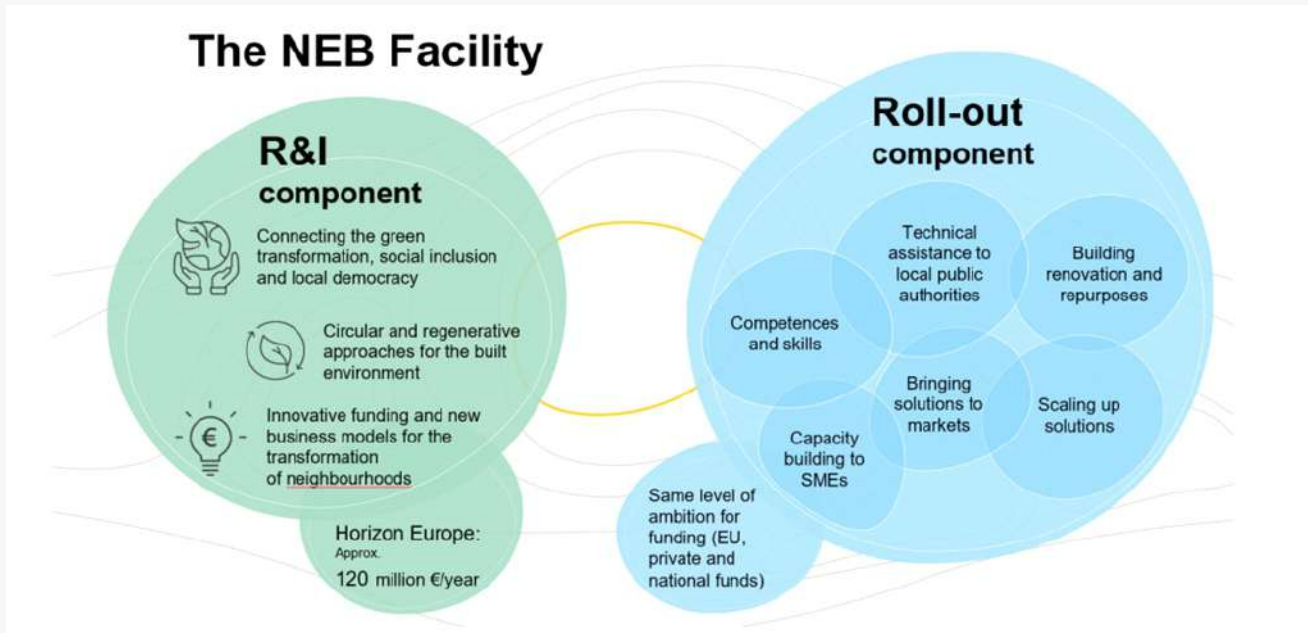 The NEB Facility
R&I
component
Connecting the green
transformation, social inclusion
and local democracy
Circular and regenerative
approaches for the built
environment
€
Innovative funding and new
business models for the
transformation
of neighbourhoods
Horizon Europe:
Approx.
120 million €/year
Roll-out
component
Technical
assistance to
local public
authorities
Building
renovation and
repurposes
Competences
and skills
Bringing
solutions to
markets
Scaling up
solutions
Capacity
building to
SMEs
Same level of
ambition for
funding (EU,
private and
national funds)